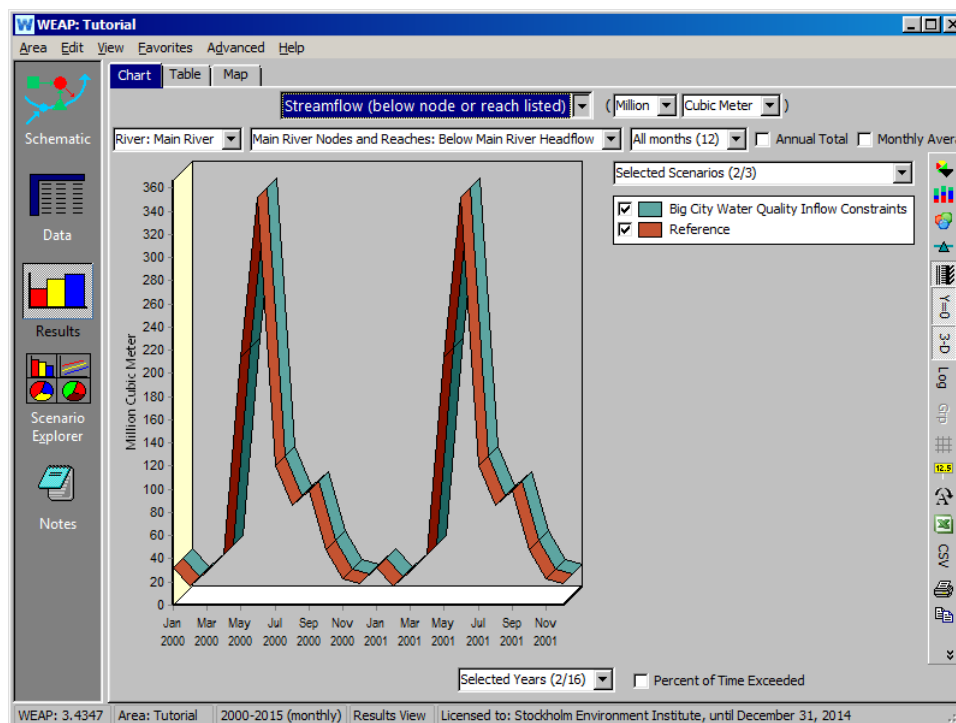 WEAP: Tutorial
Area Edit View Favorites Advanced Help
Chart Table Map
Streamflow (below node or reach listed) ( Million Cubic Meter )
River: Main River Main River Nodes and Reaches: Below Main River Headflow All months (12) Annual Total Monthly Avera
Selected Scenarios (2/3)
Big City Water Quality Inflow Constraints
Reference
Schematic
Data
Results
Scenario
Explorer
Notes
Million Cubic Meter
360
340
320
300
280
260
240
220
200
180
160
140
120
100
80
60
40
20
0
Jan Mar May Jul Sep Nov Jan Mar May Jul Sep Nov
2000 2000 2000 2000 2000 2000 2001 2001 2001 2001 2001 2001
Y=0
3-D
Log
Grp
12.5
A
CSV
Selected Years (2/16) Percent of Time Exceeded
WEAP: 3.4347 Area: Tutorial 2000-2015 (monthly) Results View Licensed to: Stockholm Environment Institute, until December 31, 2014